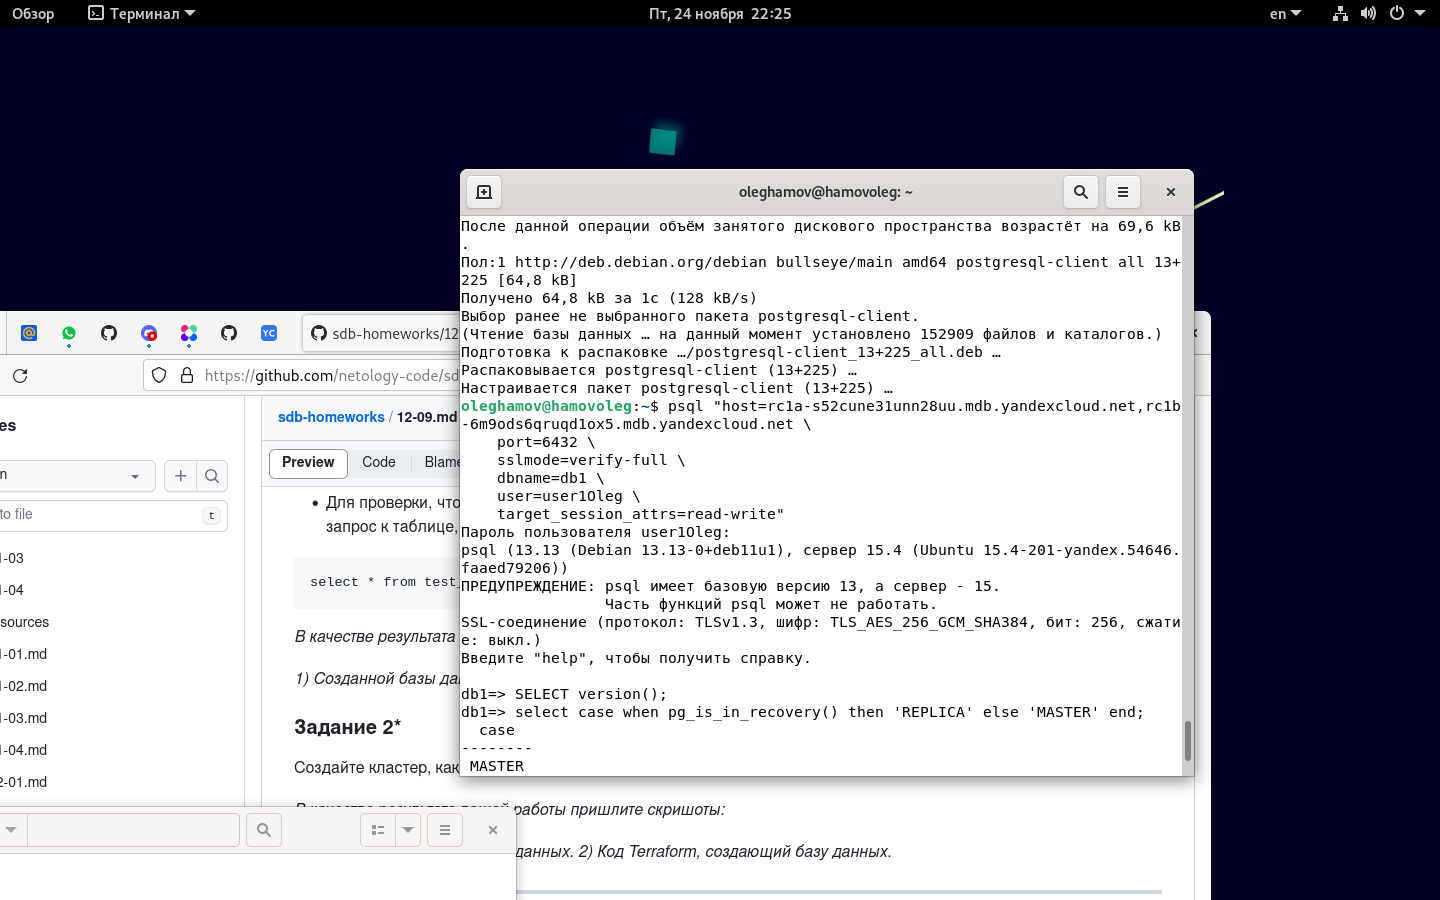 Обзор
Терминал
Пт, 24 ноября 22:25
en
oleghamov@hamovoleg: ~
После данной операции объём занятого дискового пространства возрастёт на 69,6 kB
.
Пол:1 http://deb.debian.org/debian bullseye/main amd64 postgresql-client all 13+
225 [64,8 kB]
Получено 64,8 kB за 1с (128 kB/s)
Выбор ранее не выбранного пакета postgresql-client.
(Чтение базы данных … на данный момент установлено 152909 файлов и каталогов.)
Подготовка к распаковке …/postgresql-client_13+225_all.deb …
Распаковывается postgresql-client (13+225) …
Настраивается пакет postgresql-client (13+225) …
oleghamov@hamovoleg:~$ psql "host=rc1a-s52cune31unn28uu.mdb.yandexcloud.net,rc1b
-6m9ods6qruqd1ox5.mdb.yandexcloud.net \
port=6432 \
sslmode=verify-full \
dbname=db1 \
user=user1Oleg \
target_session_attrs=read-write"
Пароль пользователя user1Oleg:
psql (13.13 (Debian 13.13-0+deb11u1), сервер 15.4 (Ubuntu 15.4-201-yandex.54646.
faaed79206))
ПРЕДУПРЕЖДЕНИЕ: psql имеет базовую версию 13, а сервер - 15.
Часть функций psql может не работать.
SSL-соединение (протокол: TLSv1.3, шифр: TLS_AES_256_GCM_SHA384, бит: 256, сжати
е: выкл.)
Введите "help", чтобы получить справку.
db1=> SELECT version();
db1=> select case when pg_is_in_recovery() then 'REPLICA' else 'MASTER' end;
case
--------
MASTER
YC
sdb-homeworks/12
https://github.com/netology-code/sd
es
n
to file
t
1-03
1-04
sources
1-01.md
1-02.md
1-03.md
1-04.md
2-01.md
sdb-homeworks / 12-09.md
Preview
Code
Blame
• Для проверки, что
запрос к таблице,
select * from test_
В качестве результата
1) Созданной базы да
Задание 2*
Создайте кластер, как
работы пришлите скришоты:
данных. 2) Код Terraform, создающий базу данных.